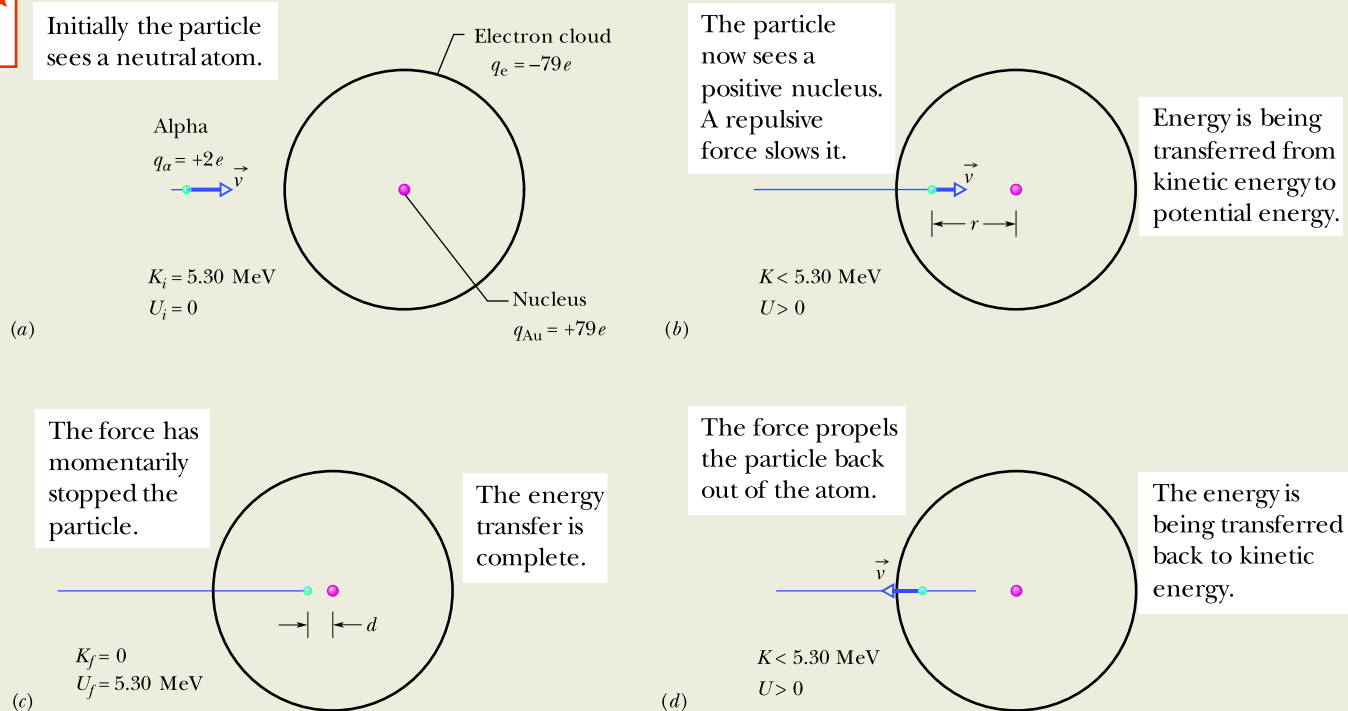 Initially the particle
sees a neutral atom.
Electron cloud
qₑ = –79e
Alpha
q_α = +2e
v⃗
K_i = 5.30 MeV
U_i = 0
Nucleus
q_Au = +79e
(a)
The particle
now sees a
positive nucleus.
A repulsive
force slows it.
v⃗
r
Energy is being
transferred from
kinetic energy to
potential energy.
K < 5.30 MeV
U > 0
(b)
The force has
momentarily
stopped the
particle.
The energy
transfer is
complete.
d
K_f = 0
U_f = 5.30 MeV
(c)
The force propels
the particle back
out of the atom.
v⃗
The energy is
being transferred
back to kinetic
energy.
K < 5.30 MeV
U > 0
(d)